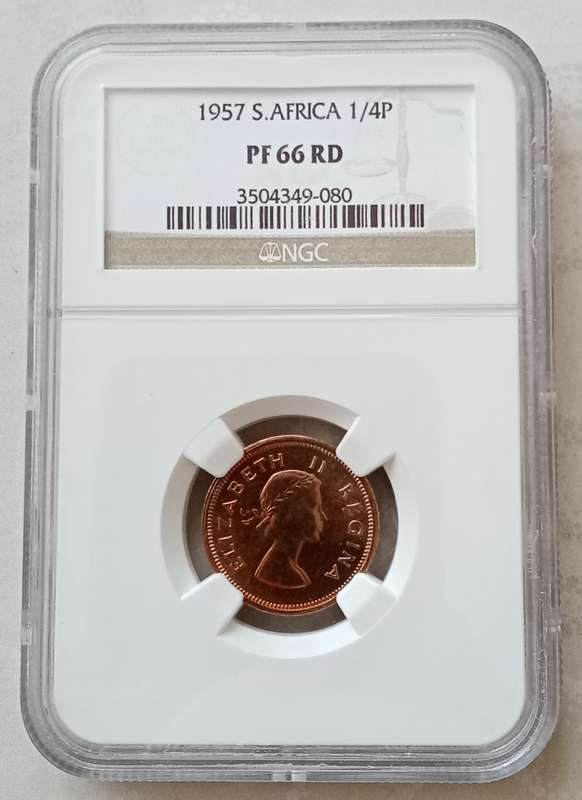 1957 S.AFRICA 1/4P
PF 66 RD
3504349-080
NGC
ELIZABETH II REGINA